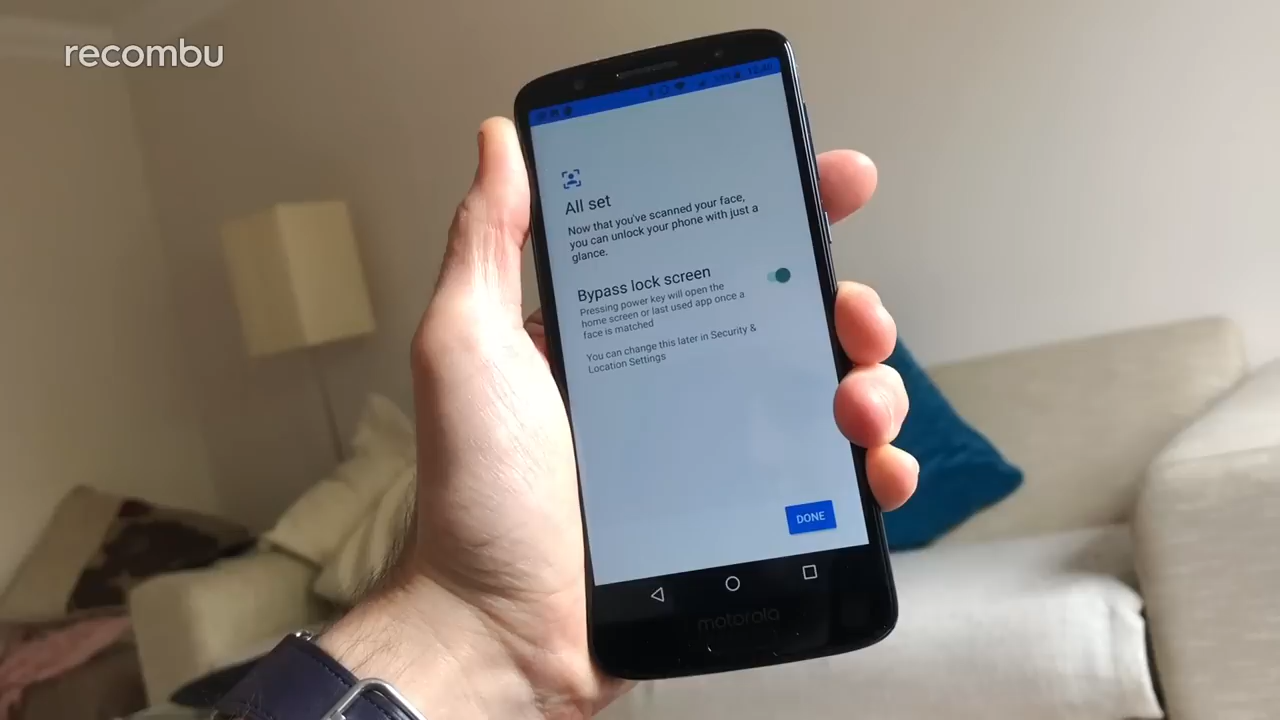 recombu
All set
Now that you've scanned your face,
you can unlock your phone with just a
glance.
Bypass lock screen
Pressing power key will open the
home screen or last used app once a
face is matched
You can change this later in Security &
Location Settings
DONE
motorola